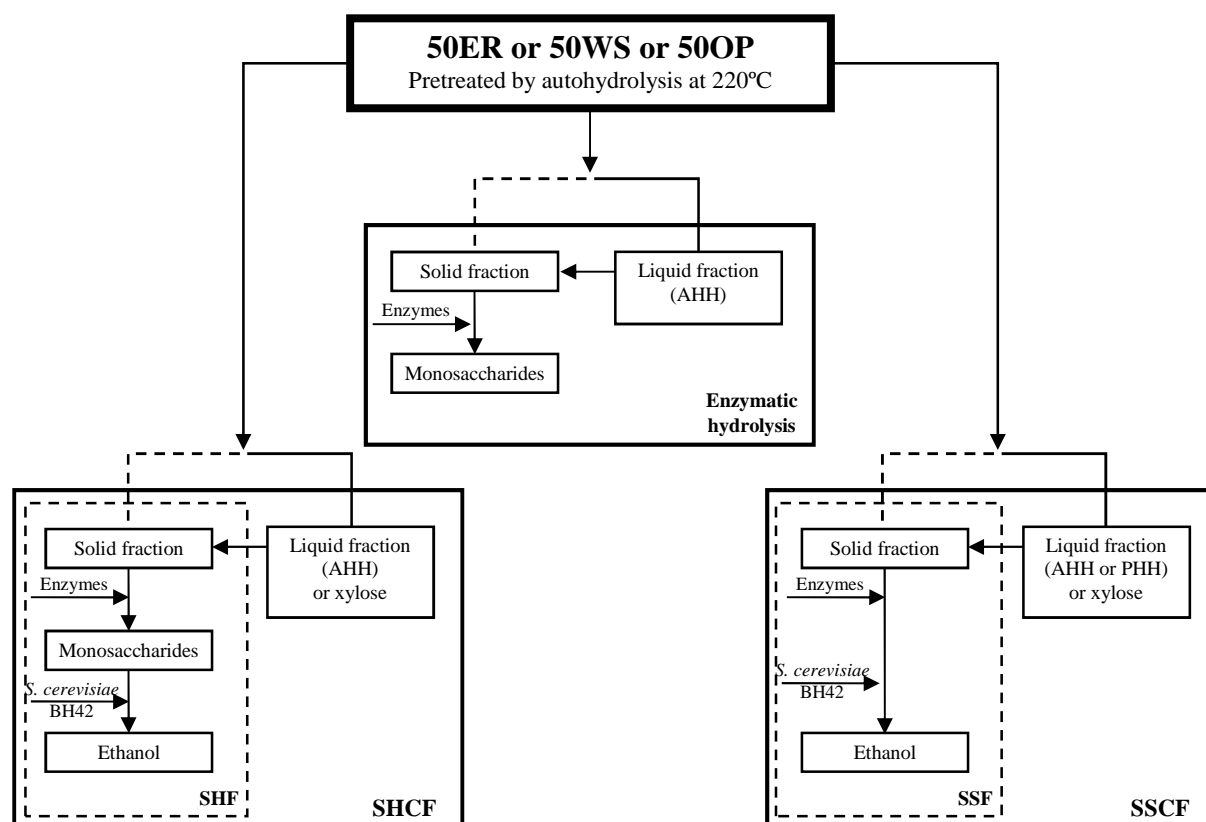 50ER or 50WS or 50OP
Pretreated by autohydrolysis at 220ºC
Solid fraction
Liquid fraction
(AHH)
Enzymes
Monosaccharides
Enzymatic
hydrolysis
Solid fraction
Liquid fraction
(AHH)
or xylose
Enzymes
Monosaccharides
S. cerevisiae
BH42
Ethanol
SHF
SHCF
Solid fraction
Liquid fraction
(AHH or PHH)
or xylose
Enzymes
S. cerevisiae
BH42
Ethanol
SSF
SSCF